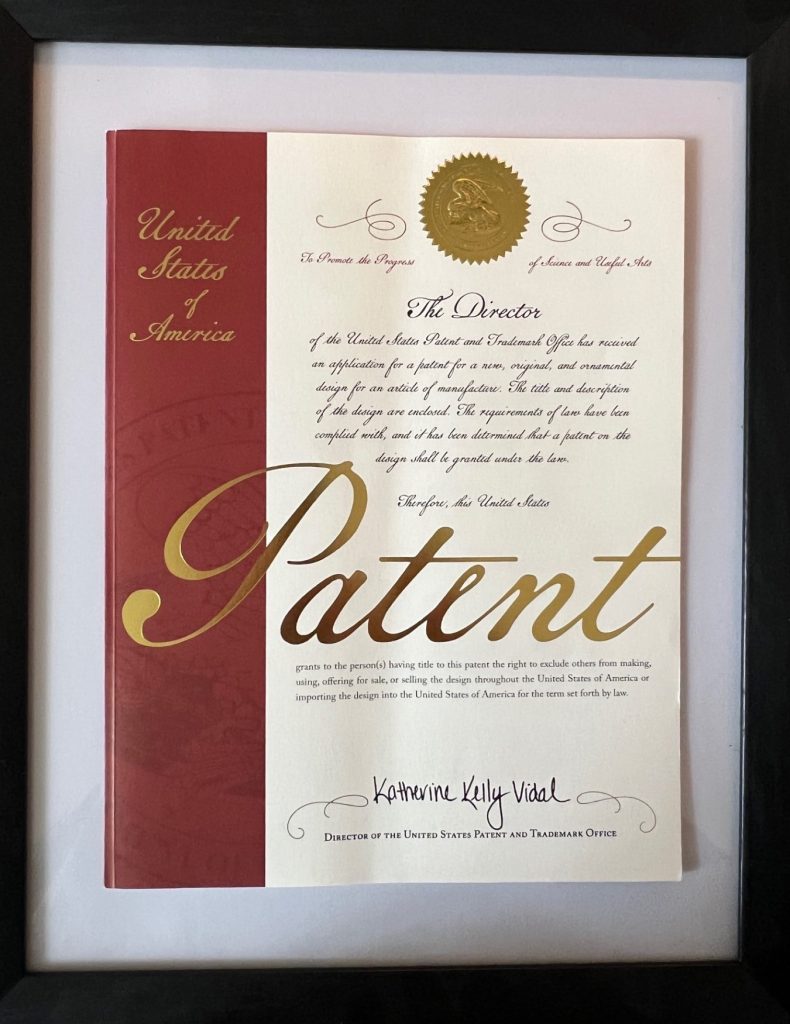 United
States
of
America
To Promote the Progress
of Science and Useful Arts
The Director
of the United States Patent and Trademark Office has received
an application for a patent for a new, original, and ornamental
design for an article of manufacture. The title and description
of the design are enclosed. The requirements of law have been
complied with, and it has been determined that a patent on the
design shall be granted under the law.
Therefore, this United States
Patent
grants to the person(s) having title to this patent the right to exclude others from making,
using, offering for sale, or selling the design throughout the United States of America or
importing the design into the United States of America for the term set forth by law.
Katherine Kelly Vidal
Director of the United States Patent and Trademark Office